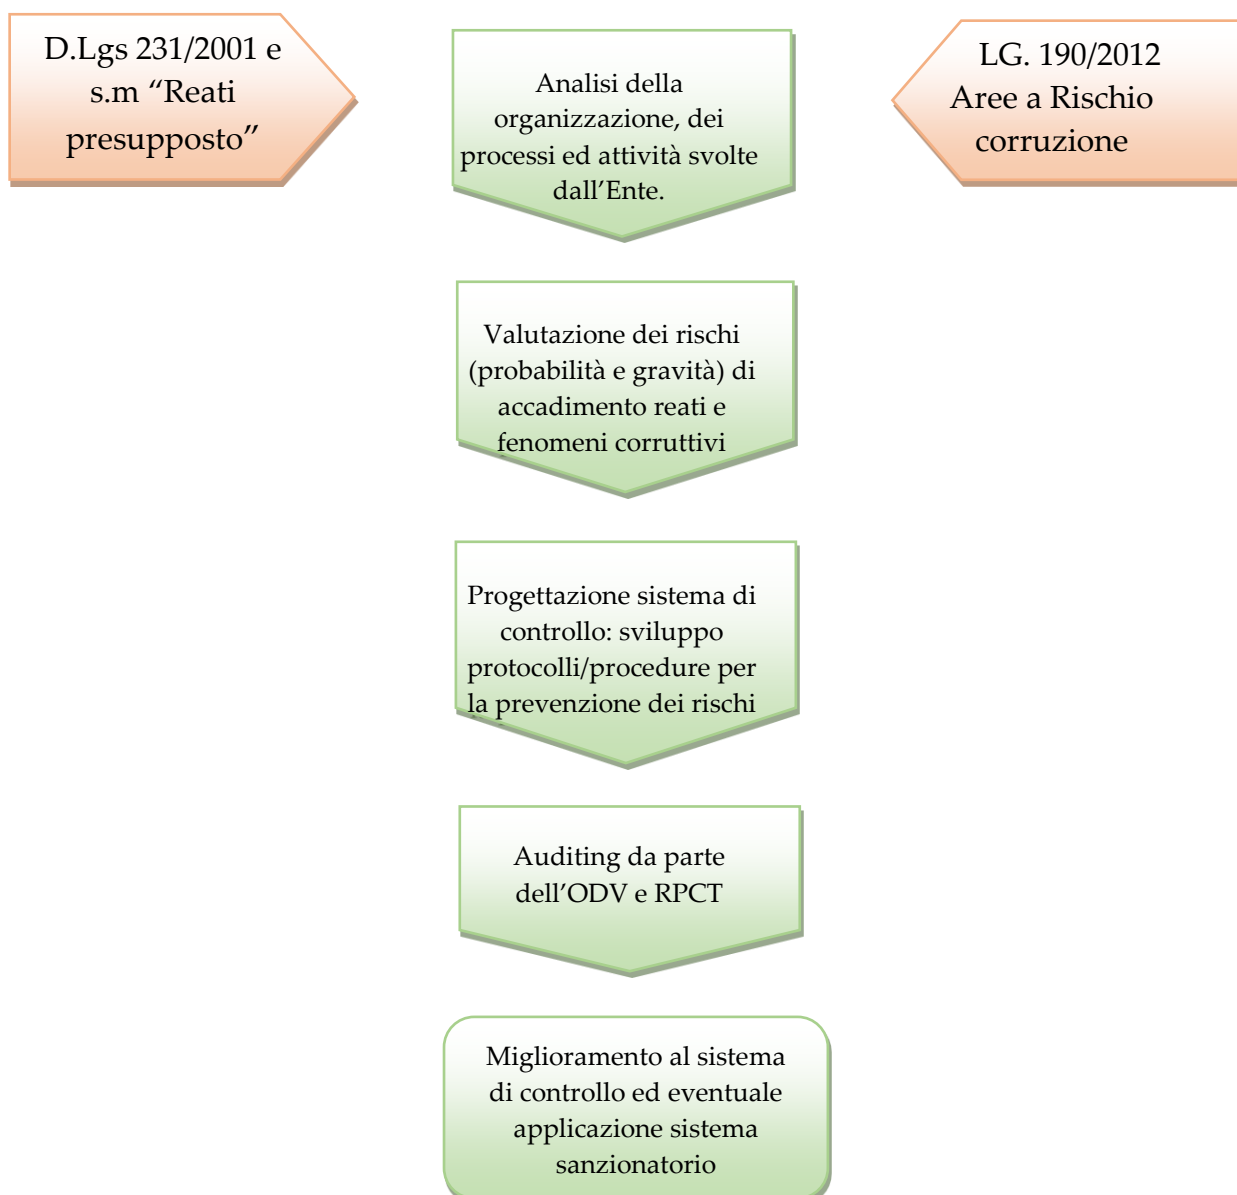 D.Lgs 231/2001 e
s.m “Reati
presupposto”
Analisi della
organizzazione, dei
processi ed attività svolte
dall’Ente.
LG. 190/2012
Aree a Rischio
corruzione
Valutazione dei rischi
(probabilità e gravità) di
accadimento reati e
fenomeni corruttivi
Progettazione sistema di
controllo: sviluppo
protocolli/procedure per
la prevenzione dei rischi
Auditing da parte
dell’ODV e RPCT
Miglioramento al sistema
di controllo ed eventuale
applicazione sistema
sanzionatorio